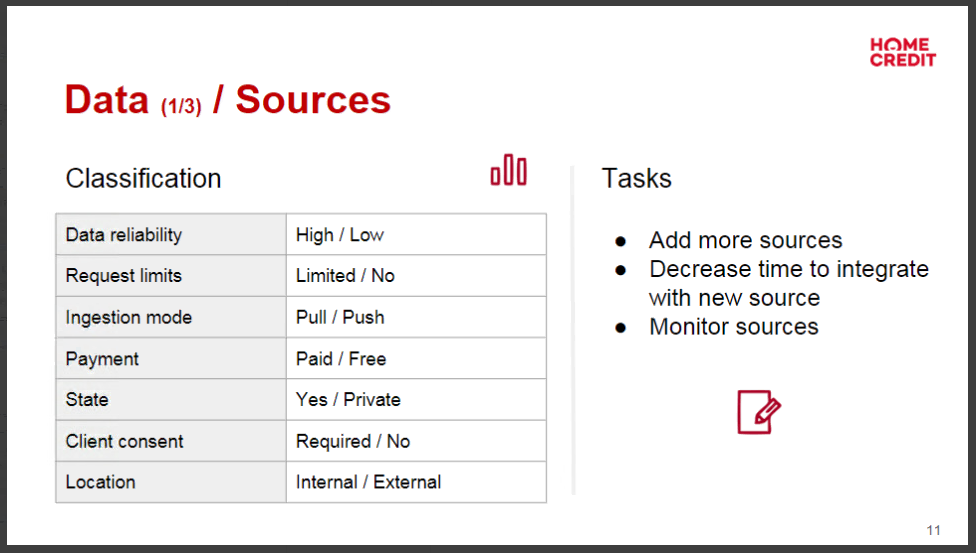 HOME
CREDIT
Data (1/3) / Sources
Classification
Data reliability High / Low
Request limits Limited / No
Ingestion mode Pull / Push
Payment Paid / Free
State Yes / Private
Client consent Required / No
Location Internal / External
Tasks
● Add more sources
● Decrease time to integrate
with new source
● Monitor sources
11